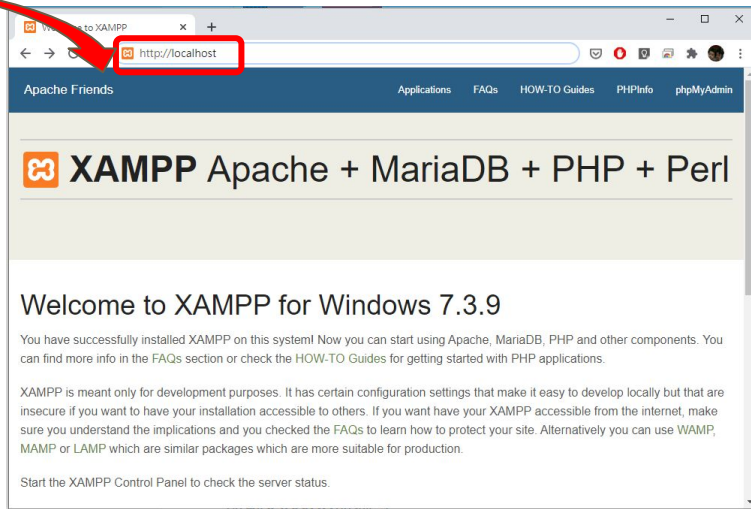 Welcome to XAMPP
http://localhost
Apache Friends
Applications FAQs HOW-TO Guides PHPInfo phpMyAdmin
XAMPP Apache + MariaDB + PHP + Perl
Welcome to XAMPP for Windows 7.3.9
You have successfully installed XAMPP on this system! Now you can start using Apache, MariaDB, PHP and other components. You
can find more info in the FAQs section or check the HOW-TO Guides for getting started with PHP applications.
XAMPP is meant only for development purposes. It has certain configuration settings that make it easy to develop locally but that are
insecure if you want to have your installation accessible to others. If you want have your XAMPP accessible from the internet, make
sure you understand the implications and you checked the FAQs to learn how to protect your site. Alternatively you can use WAMP,
MAMP or LAMP which are similar packages which are more suitable for production.
Start the XAMPP Control Panel to check the server status.